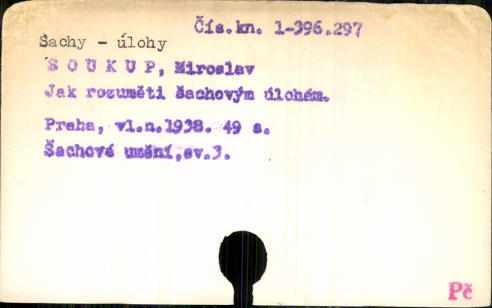 Čís.kn. 1-396.297
Šachy - úlohy
S O U K U P, Miroslav
Jak rozuměti šachovým úlohám.
Praha, vl.n.1938. 49 s.
Šachové umění,sv.3.
Pč